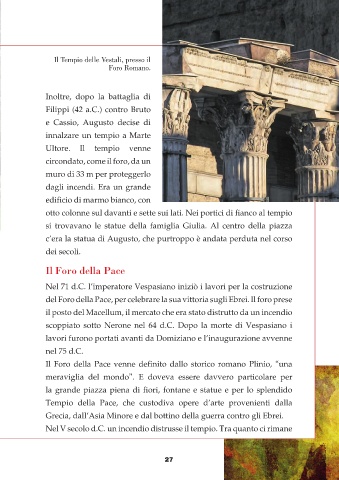 Il Tempio delle Vestali, presso il
Foro Romano.
Inoltre, dopo la battaglia di
Filippi (42 a.C.) contro Bruto
e Cassio, Augusto decise di
innalzare un tempio a Marte
Ultore. Il tempio venne
circondato, come il foro, da un
muro di 33 m per proteggerlo
dagli incendi. Era un grande
edificio di marmo bianco, con
otto colonne sul davanti e sette sui lati. Nei portici di fianco al tempio
si trovavano le statue della famiglia Giulia. Al centro della piazza
c'era la statua di Augusto, che purtroppo è andata perduta nel corso
dei secoli.
Il Foro della Pace
Nel 71 d.C. l'imperatore Vespasiano iniziò i lavori per la costruzione
del Foro della Pace, per celebrare la sua vittoria sugli Ebrei. Il foro prese
il posto del Macellum, il mercato che era stato distrutto da un incendio
scoppiato sotto Nerone nel 64 d.C. Dopo la morte di Vespasiano i
lavori furono portati avanti da Domiziano e l'inaugurazione avvenne
nel 75 d.C.
Il Foro della Pace venne definito dallo storico romano Plinio, "una
meraviglia del mondo". E doveva essere davvero particolare per
la grande piazza piena di fiori, fontane e statue e per lo splendido
Tempio della Pace, che custodiva opere d'arte provenienti dalla
Grecia, dall'Asia Minore e dal bottino della guerra contro gli Ebrei.
Nel V secolo d.C. un incendio distrusse il tempio. Tra quanto ci rimane
27